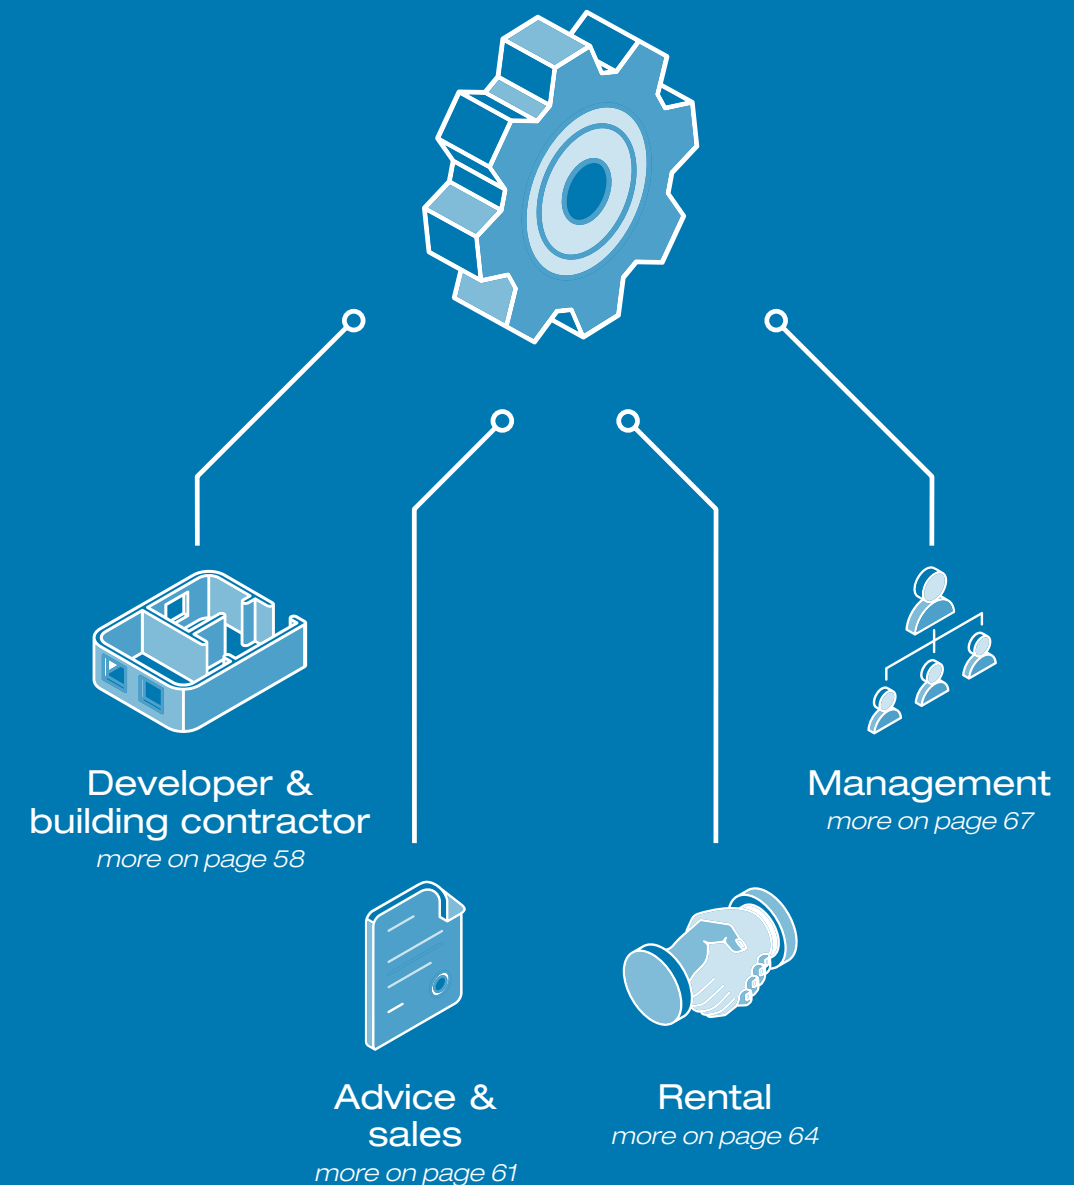 Developer &
building contractor
more on page 58
Management
more on page 67
Advice &
sales
more on page 61
Rental
more on page 64